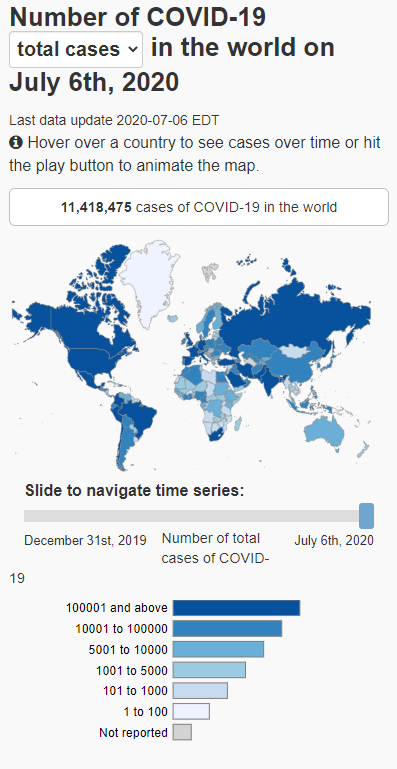 Number of COVID-19
total cases in the world on
July 6th, 2020
Last data update 2020-07-06 EDT
Hover over a country to see cases over time or hit
the play button to animate the map.
11,418,475 cases of COVID-19 in the world
Slide to navigate time series:
December 31st, 2019 Number of total July 6th, 2020
cases of COVID-
19
100001 and above
10001 to 100000
5001 to 10000
1001 to 5000
101 to 1000
1 to 100
Not reported